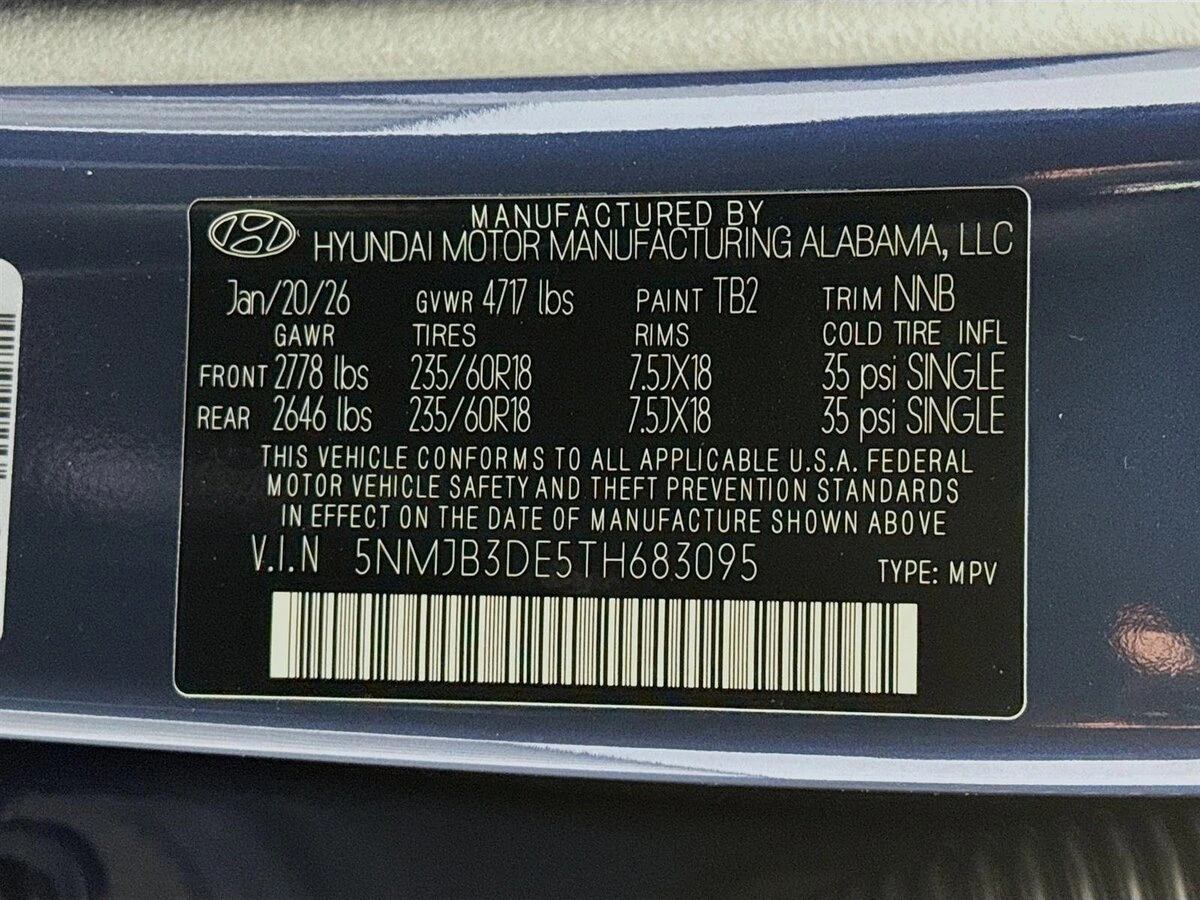 MANUFACTURED BY
HYUNDAI MOTOR MANUFACTURING ALABAMA, LLC
Jan/20/26 GVWR 4717 lbs PAINT TB2 TRIM NNB
GAWR TIRES RIMS COLD TIRE INFL
FRONT 2778 lbs 235/60R18 7.5JX18 35 psi SINGLE
REAR 2646 lbs 235/60R18 7.5JX18 35 psi SINGLE
THIS VEHICLE CONFORMS TO ALL APPLICABLE U.S.A. FEDERAL
MOTOR VEHICLE SAFETY AND THEFT PREVENTION STANDARDS
IN EFFECT ON THE DATE OF MANUFACTURE SHOWN ABOVE
V.I.N 5NMJB3DE5TH683095 TYPE: MPV